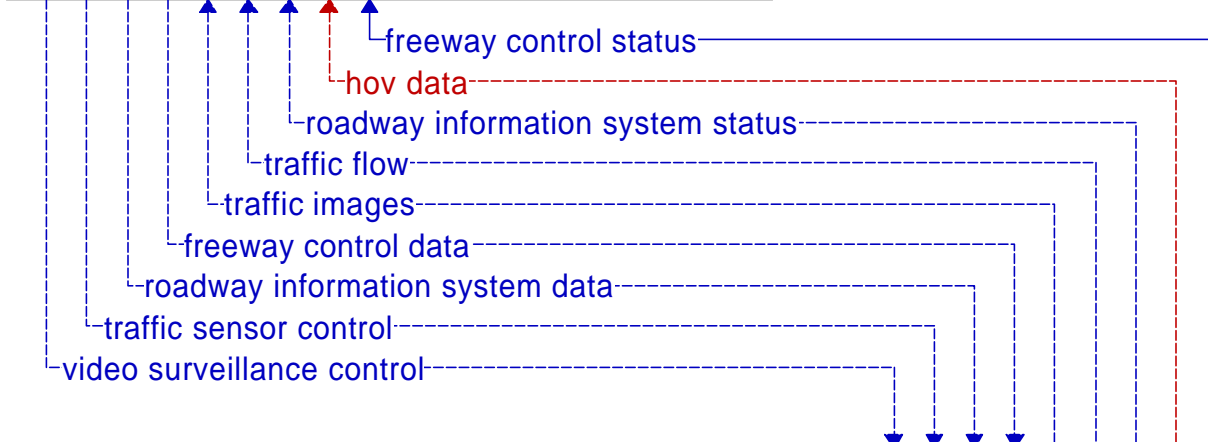 freeway control status
hov data
roadway information system status
traffic flow
traffic images
freeway control data
roadway information system data
traffic sensor control
video surveillance control